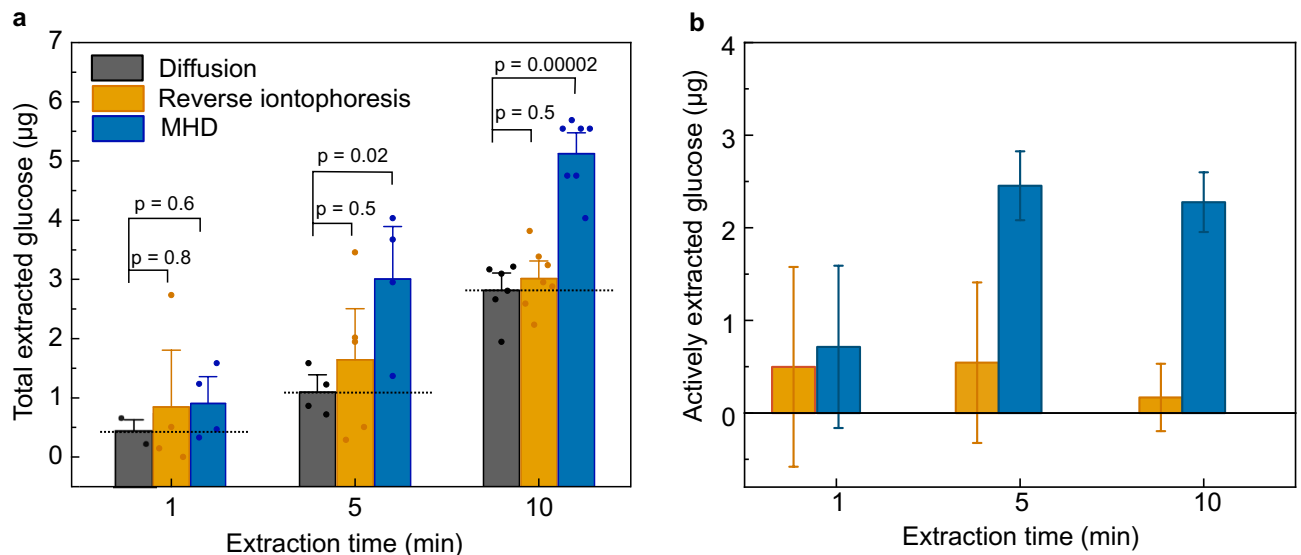 a
Total extracted glucose (µg)
7
6
5
4
3
2
1
0
Diffusion
Reverse iontophoresis
MHD
p = 0.6
p = 0.8
p = 0.02
p = 0.5
p = 0.00002
p = 0.5
1
5
10
Extraction time (min)
b
Actively extracted glucose (µg)
4
3
2
1
0
1
5
10
Extraction time (min)